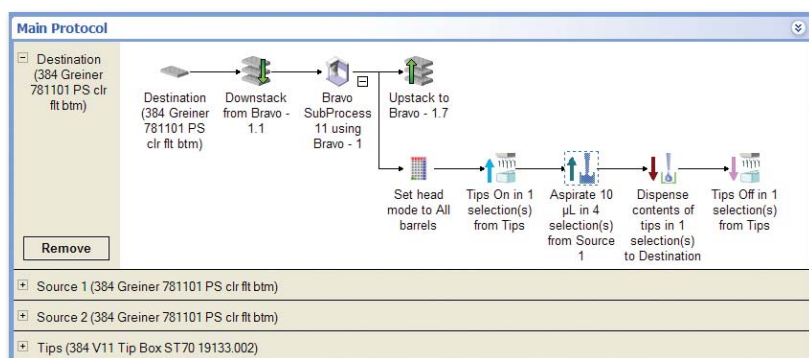 Main Protocol
Destination
(384 Greiner
781101 PS clr
flt btm)
Remove
Destination
(384 Greiner
781101 PS
clr flt btm)
Downstack
from Bravo -
1.1
Bravo
SubProcess
11 using
Bravo - 1
Upstack to
Bravo - 1.7
Set head
mode to All
barrels
Tips On in 1
selection(s)
from Tips
Aspirate 10
µL in 4
selection(s)
from Source
1
Dispense
contents of
tips in 1
selection(s)
to Destination
Tips Off in 1
selection(s)
from Tips
Source 1 (384 Greiner 781101 PS clr flt btm)
Source 2 (384 Greiner 781101 PS clr flt btm)
Tips (384 V11 Tip Box ST70 19133.002)